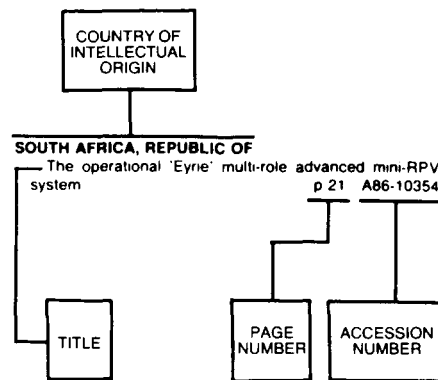 COUNTRY OF
INTELLECTUAL
ORIGIN
SOUTH AFRICA, REPUBLIC OF
The operational 'Eyrie' multi-role advanced mini-RPV
system p 21 A86-10354
TITLE
PAGE
NUMBER
ACCESSION
NUMBER